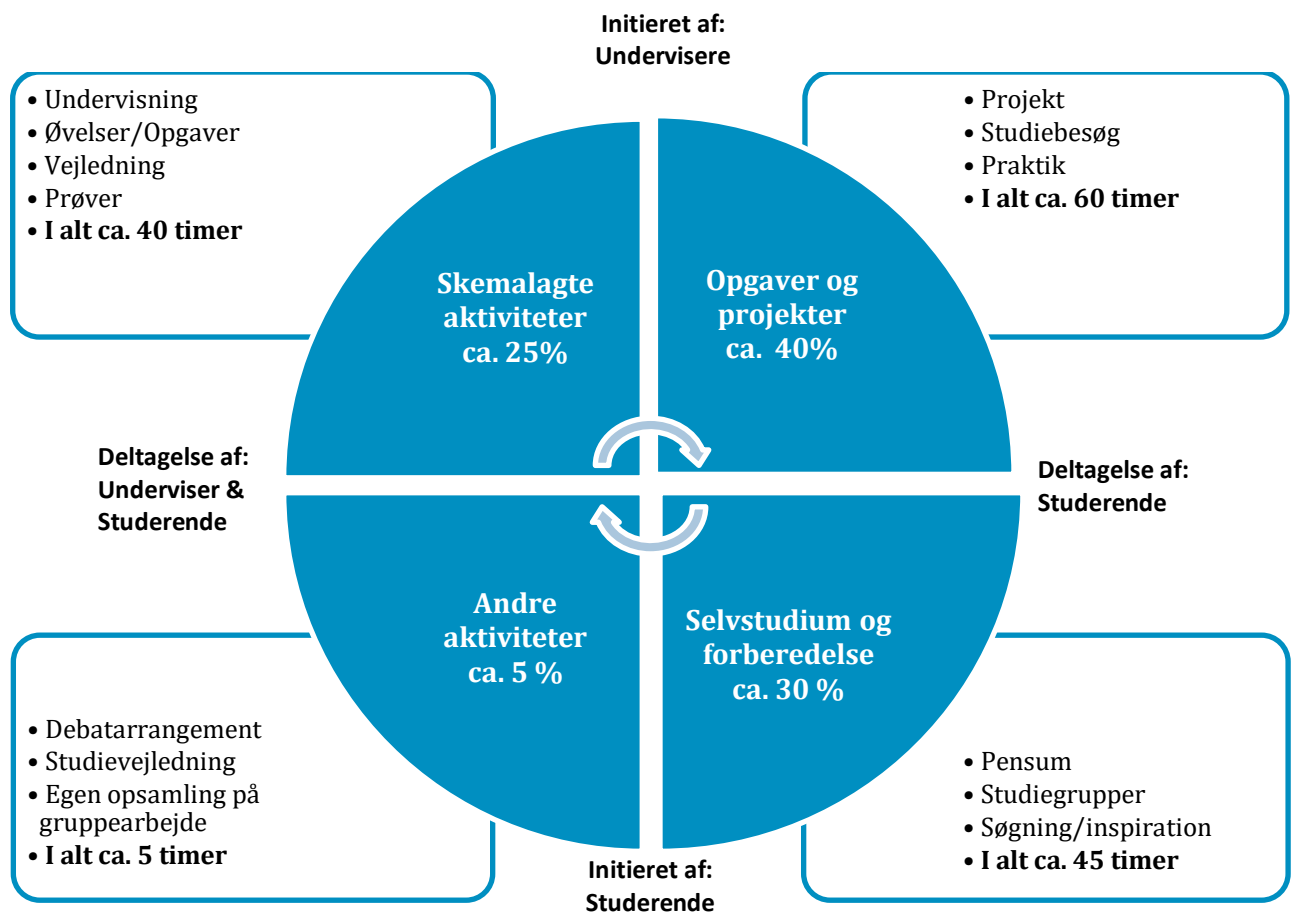 Initieret af:
Undervisere
• Undervisning
• Øvelser/Opgaver
• Vejledning
• Prøver
• I alt ca. 40 timer
• Projekt
• Studiebesøg
• Praktik
• I alt ca. 60 timer
Skemalagte
aktiviteter
ca. 25%
Opgaver og
projekter
ca. 40%
Deltagelse af:
Underviser &
Studerende
Deltagelse af:
Studerende
Andre
aktiviteter
ca. 5 %
Selvstudium og
forberedelse
ca. 30 %
• Debatarrangement
• Studievejledning
• Egen opsamling på
gruppearbejde
• I alt ca. 5 timer
• Pensum
• Studiegrupper
• Søgning/inspiration
• I alt ca. 45 timer
Initieret af:
Studerende